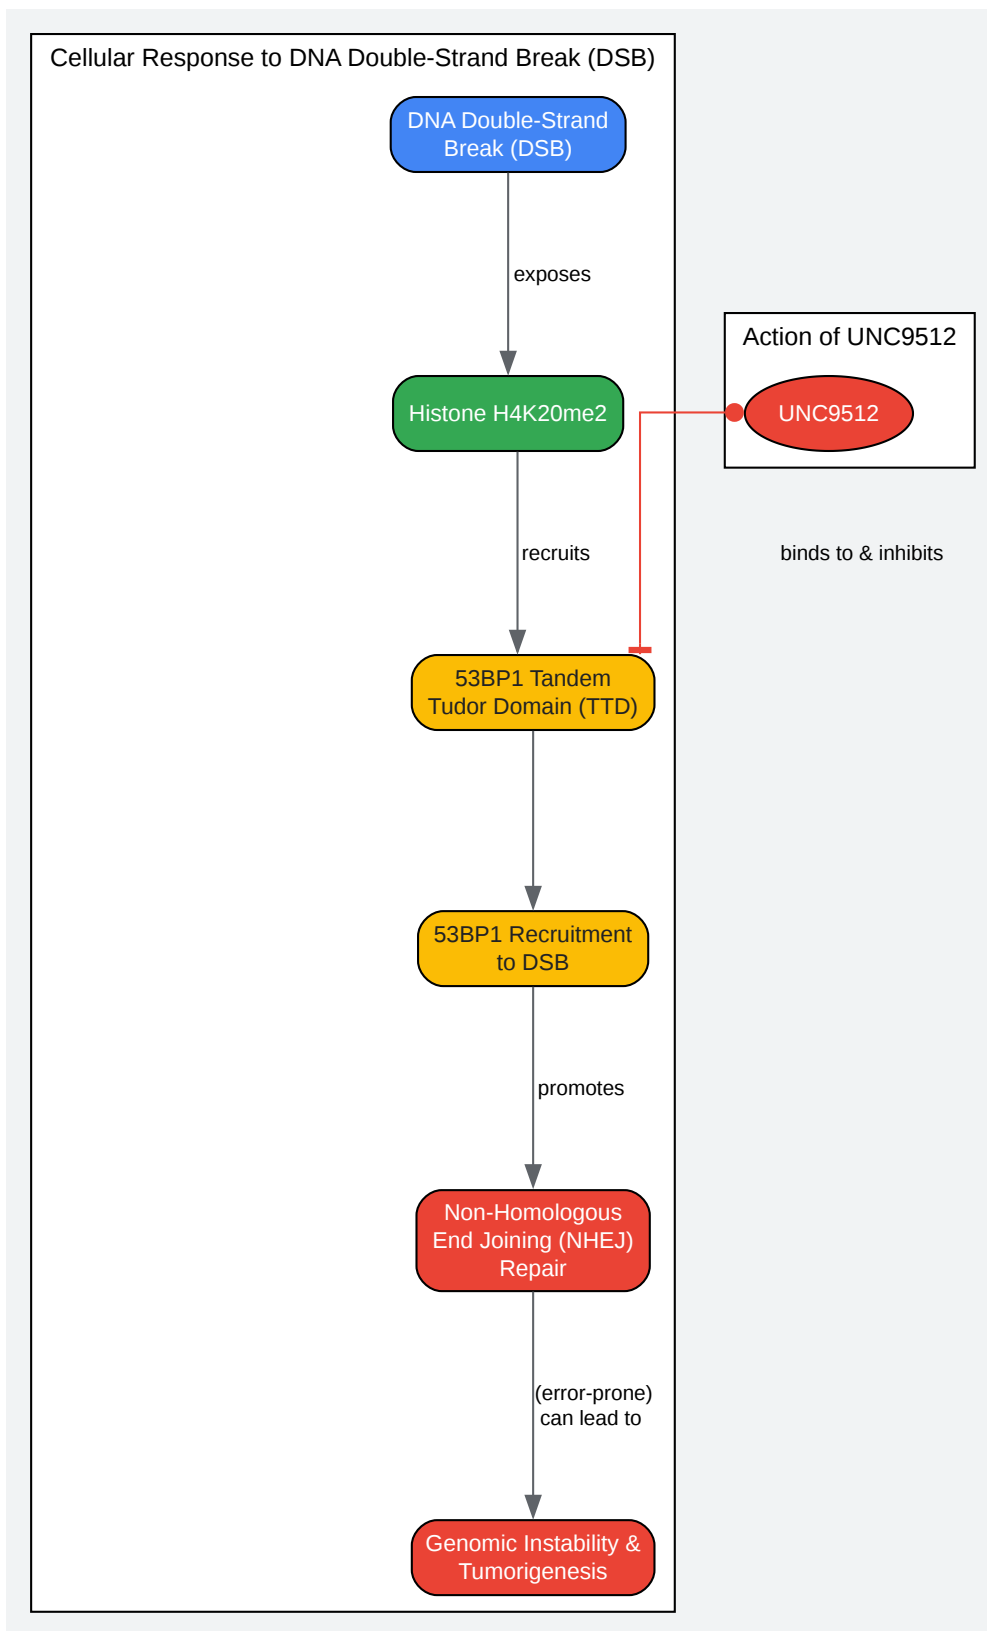 Cellular Response to DNA Double-Strand Break (DSB)
DNA Double-Strand
Break (DSB)
exposes
Action of UNC9512
Histone H4K20me2
UNC9512
recruits
binds to & inhibits
53BP1 Tandem
Tudor Domain (TTD)
53BP1 Recruitment
to DSB
promotes
Non-Homologous
End Joining (NHEJ)
Repair
(error-prone)
can lead to
Genomic Instability &
Tumorigenesis